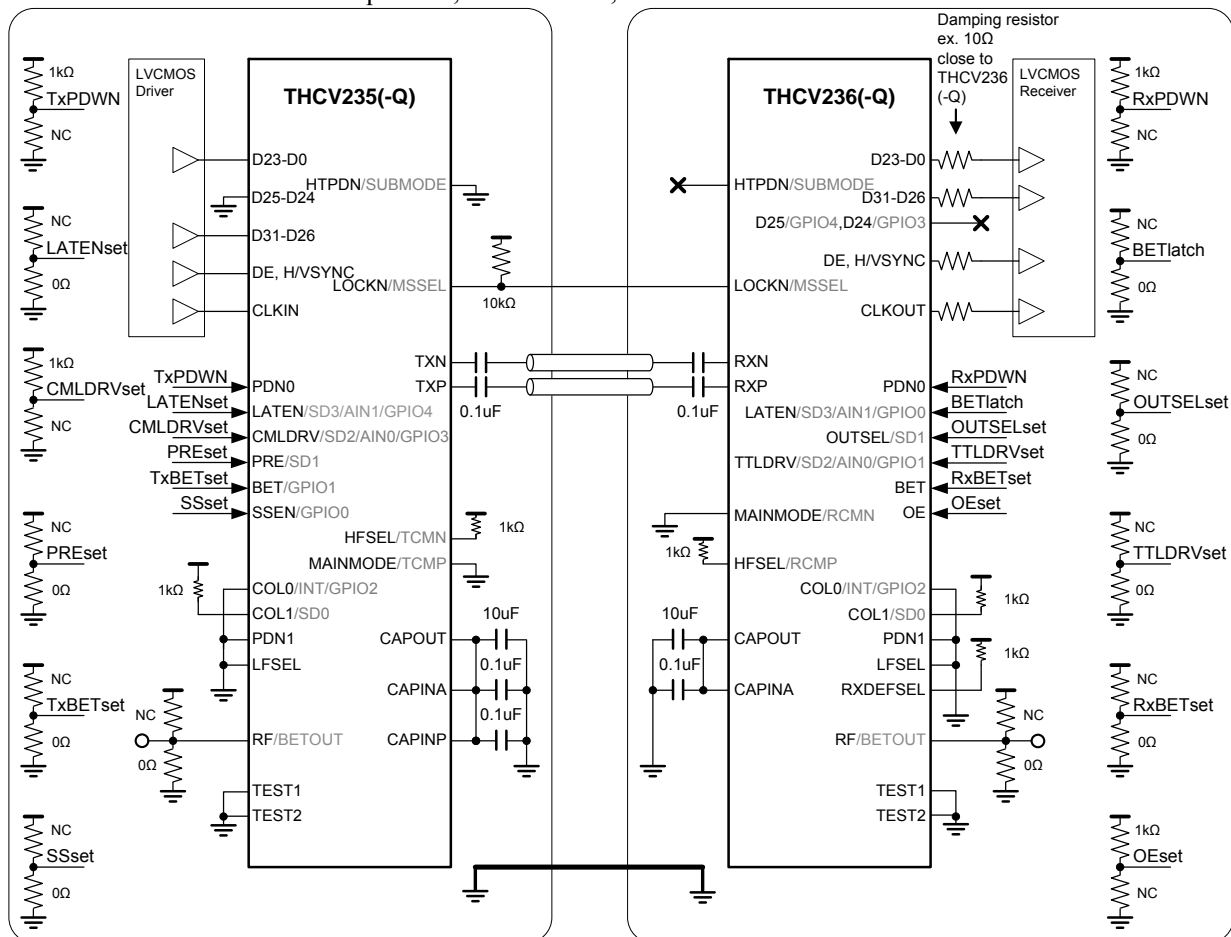 Damping resistor
ex. 10Ω
close to
THCV236
(-Q)
1kΩ
TxPDWN
NC
NC
LATENset
0Ω
1kΩ
CMLDRVset
NC
NC
PREset
0Ω
NC
TxBETset
0Ω
NC
SSset
0Ω
LVCMOS
Driver
THCV235(-Q)
D23-D0
HTPDN/SUBMODE
D25-D24
D31-D26
DE, H/VSYNC
LOCKN/MSSEL
CLKIN
10kΩ
TXN
TXP
0.1uF
0.1uF
TxPDWN
PDN0
LATENset
LATEN/SD3/AIN1/GPIO4
CMLDRVset
CMLDRV/SD2/AIN0/GPIO3
PREset
PRE/SD1
TxBETset
BET/GPIO1
SSset
SSEN/GPIO0
HFSEL/TCMN
1kΩ
MAINMODE/TCMP
1kΩ
COL0/INT/GPIO2
COL1/SD0
PDN1
LFSEL
CAPOUT
10uF
0.1uF
CAPINA
0.1uF
CAPINP
NC
RF/BETOUT
0Ω
TEST1
TEST2
THCV236(-Q)
LVCMOS
Receiver
D23-D0
HTPDN/SUBMODE
D31-D26
D25/GPIO4,D24/GPIO3
DE, H/VSYNC
LOCKN/MSSEL
CLKOUT
RXN
RXP
PDN0
RxPDWN
LATEN/SD3/AIN1/GPIO0
BETlatch
OUTSEL/SD1
OUTSELset
TTLDRV/SD2/AIN0/GPIO1
TTLDRVset
BET
RxBETset
OE
OEset
MAINMODE/RCMN
1kΩ
HFSEL/RCMP
COL0/INT/GPIO2
COL1/SD0
1kΩ
PDN1
LFSEL
1kΩ
RXDEFSEL
10uF
CAPOUT
0.1uF
CAPINA
NC
RF/BETOUT
0Ω
TEST1
TEST2
1kΩ
RxPDWN
NC
NC
BETlatch
0Ω
NC
OUTSELset
0Ω
NC
TTLDRVset
0Ω
NC
RxBETset
0Ω
1kΩ
OEset
NC